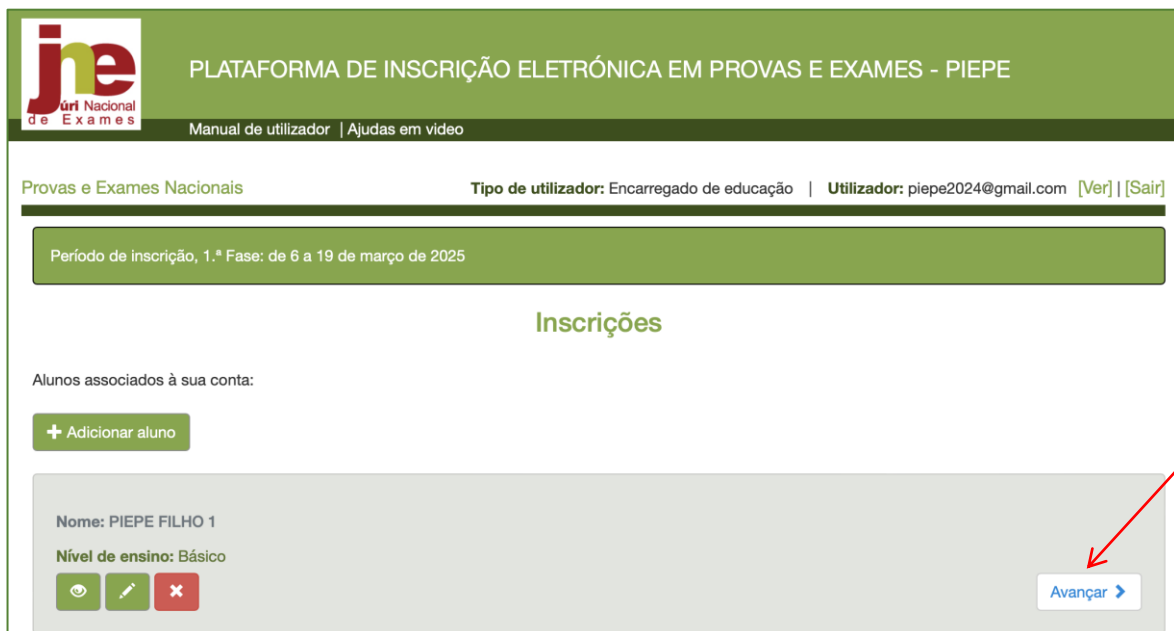 jne
Júri Nacional
de Exames
PLATAFORMA DE INSCRIÇÃO ELETRÓNICA EM PROVAS E EXAMES - PIEPE
Manual de utilizador | Ajudas em video
Provas e Exames Nacionais Tipo de utilizador: Encarregado de educação | Utilizador: piepe2024@gmail.com [Ver] | [Sair]
Período de inscrição, 1.ª Fase: de 6 a 19 de março de 2025
Inscrições
Alunos associados à sua conta:
Adicionar aluno
Nome: PIEPE FILHO 1
Nível de ensino: Básico
Avançar